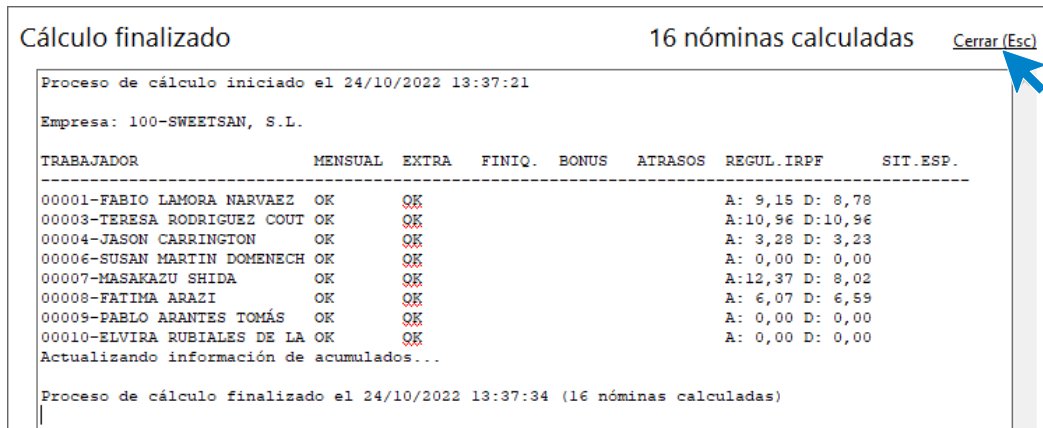 Cálculo finalizado 16 nóminas calculadas Cerrar (Esc)
Proceso de cálculo iniciado el 24/10/2022 13:37:21
Empresa: 100-SWEETSAN, S.L.
TRABAJADOR MENSUAL EXTRA FINIQ. BONUS ATRASOS REGUL.IRPF SIT.ESP.
00001-FABIO LAMORA NARVAEZ OK OK A: 9,15 D: 8,78
00003-TERESA RODRIGUEZ COUT OK OK A:10,96 D:10,96
00004-JASON CARRINGTON OK OK A: 3,28 D: 3,23
00006-SUSAN MARTIN DOMENECH OK OK A: 0,00 D: 0,00
00007-MASAKAZU SHIDA OK OK A:12,37 D: 8,02
00008-FATIMA ARAZI OK OK A: 6,07 D: 6,59
00009-PABLO ARANTES TOMÁS OK OK A: 0,00 D: 0,00
00010-ELVIRA RUBIALES DE LA OK OK A: 0,00 D: 0,00
Actualizando información de acumulados...
Proceso de cálculo finalizado el 24/10/2022 13:37:34 (16 nóminas calculadas)